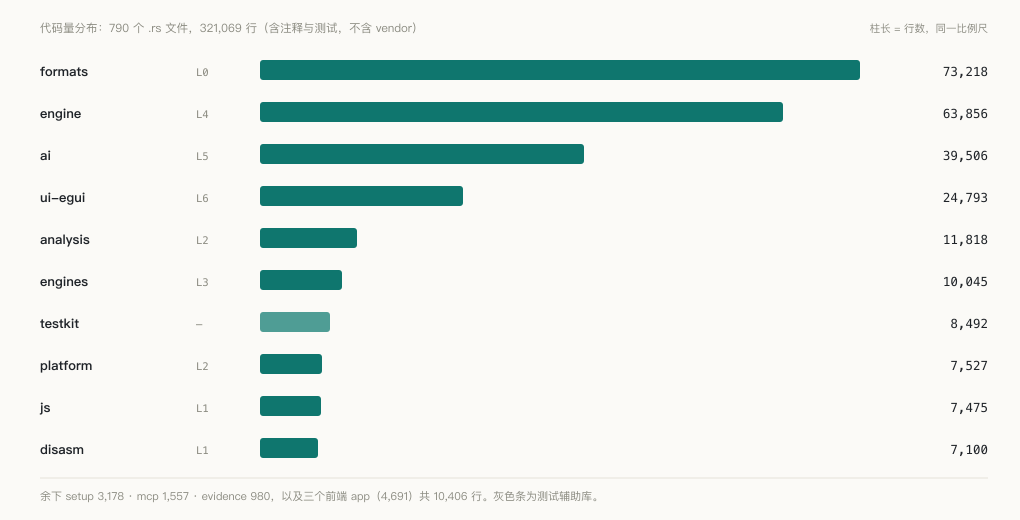 代码量分布：790 个 .rs 文件，321,069 行（含注释与测试，不含 vendor）
柱长 = 行数，同一比例尺
formats L0 73,218
engine L4 63,856
ai L5 39,506
ui-egui L6 24,793
analysis L2 11,818
engines L3 10,045
testkit – 8,492
platform L2 7,527
js L1 7,475
disasm L1 7,100
余下 setup 3,178 · mcp 1,557 · evidence 980，以及三个前端 app（4,691）共 10,406 行。灰色条为测试辅助库。